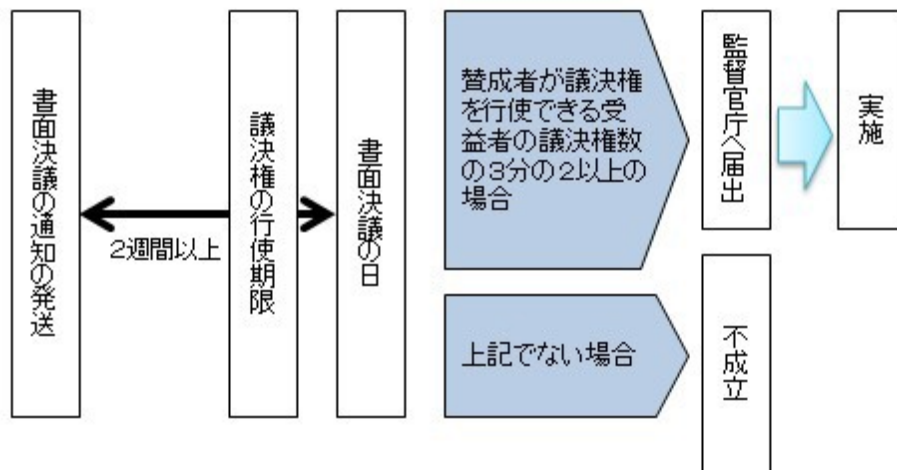 書面決議の通知の発送
2週間以上
議決権の行使期限
書面決議の日
賛成者が議決権
を行使できる受
益者の議決権数
の3分の2以上の
場合
監督官庁へ届出
実施
上記でない場合
不成立